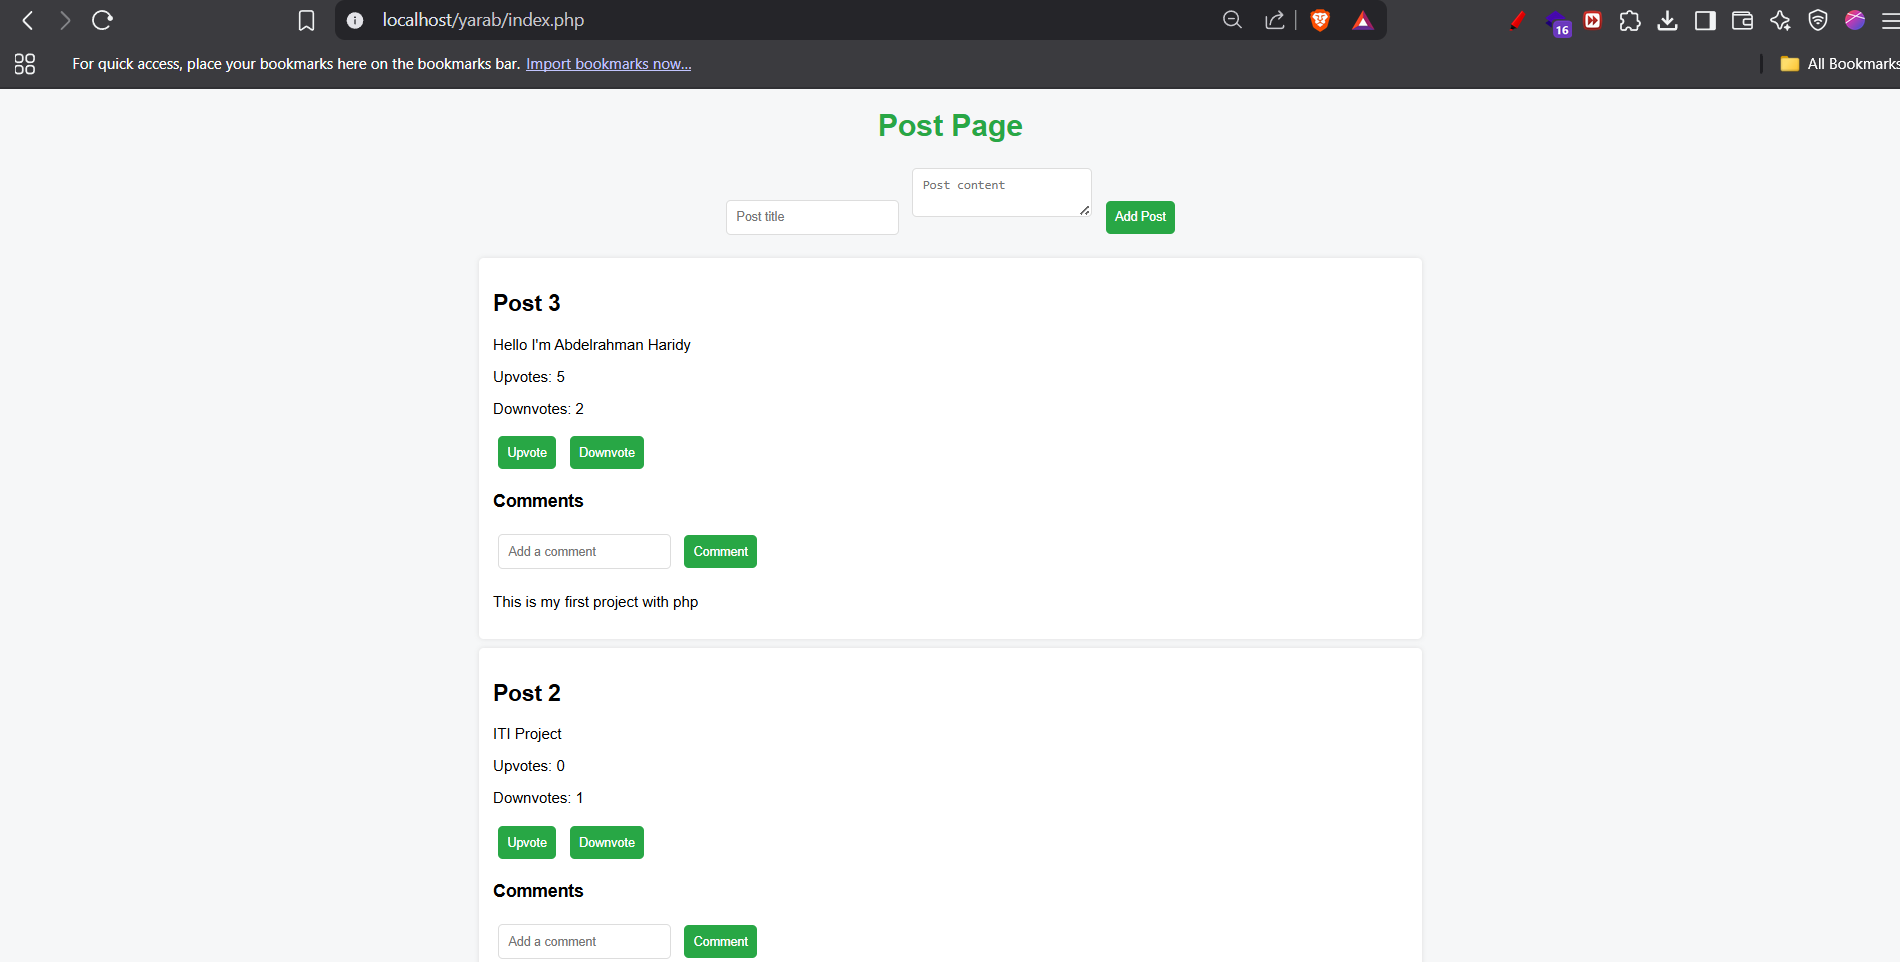 localhost/yarab/index.php
16
For quick access, place your bookmarks here on the bookmarks bar. Import bookmarks now...
All Bookmarks
Post Page
Post title
Post content
Add Post
Post 3
Hello I'm Abdelrahman Haridy
Upvotes: 5
Downvotes: 2
Upvote Downvote
Comments
Add a comment Comment
This is my first project with php
Post 2
ITI Project
Upvotes: 0
Downvotes: 1
Upvote Downvote
Comments
Add a comment Comment